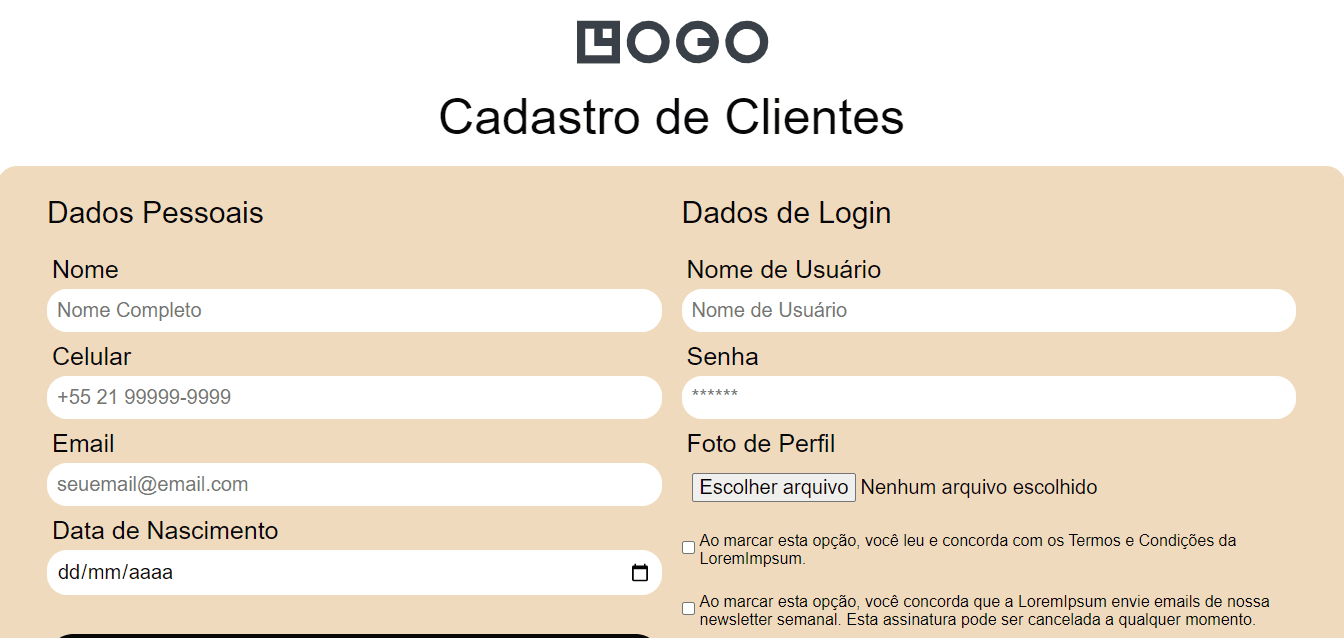 LOGO
Cadastro de Clientes
Dados Pessoais
Nome
Nome Completo
Celular
+55 21 99999-9999
Email
seuemail@email.com
Data de Nascimento
dd/mm/aaaa
Dados de Login
Nome de Usuário
Nome de Usuário
Senha
******
Foto de Perfil
Escolher arquivo Nenhum arquivo escolhido
Ao marcar esta opção, você leu e concorda com os Termos e Condições da
LoremImpsum.
Ao marcar esta opção, você concorda que a LoremIpsum envie emails de nossa
newsletter semanal. Esta assinatura pode ser cancelada a qualquer momento.